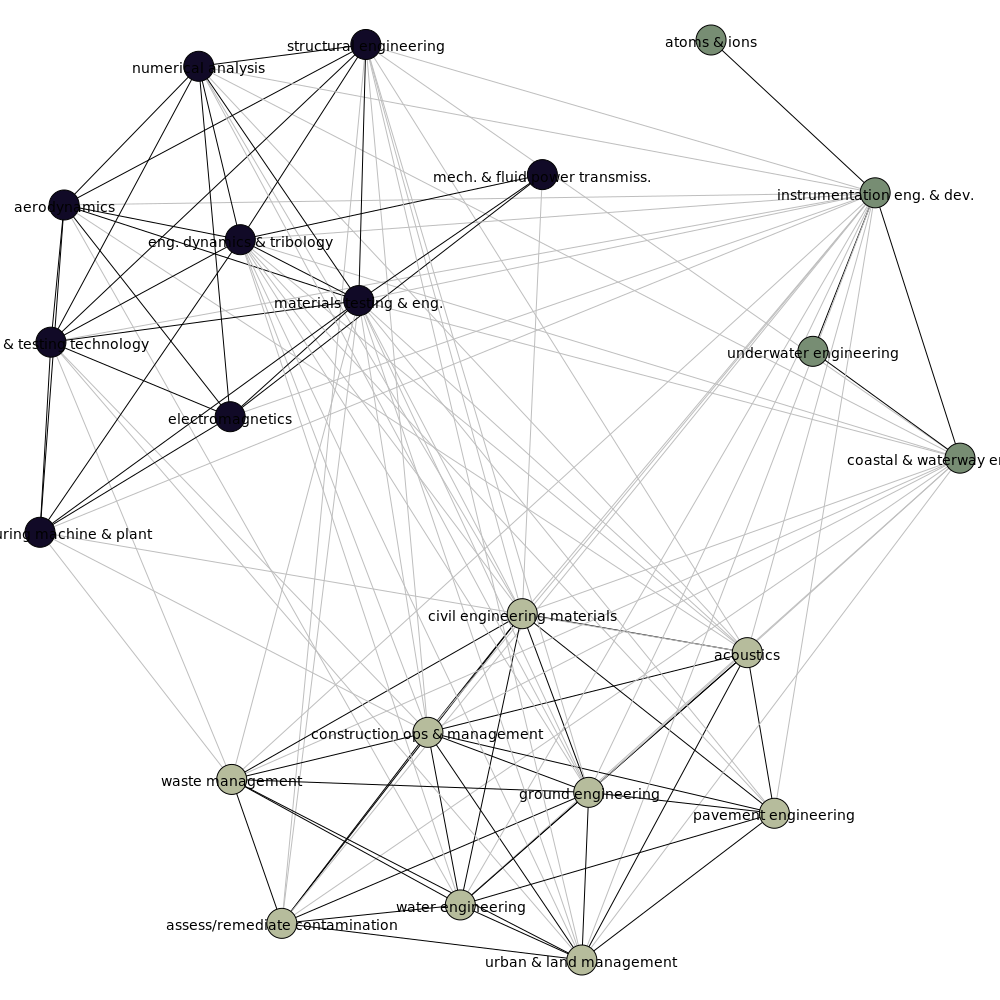 structural engineering
atoms & ions
numerical analysis
mech. & fluid power transmiss.
instrumentation eng. & dev.
aerodynamics
eng. dynamics & tribology
materials testing & eng.
& testing technology
underwater engineering
electromagnetics
coastal & waterway
machine & plant
civil engineering materials
acoustics
construction ops & management
waste management
ground engineering
pavement engineering
water engineering
assess/remediate contamination
urban & land management